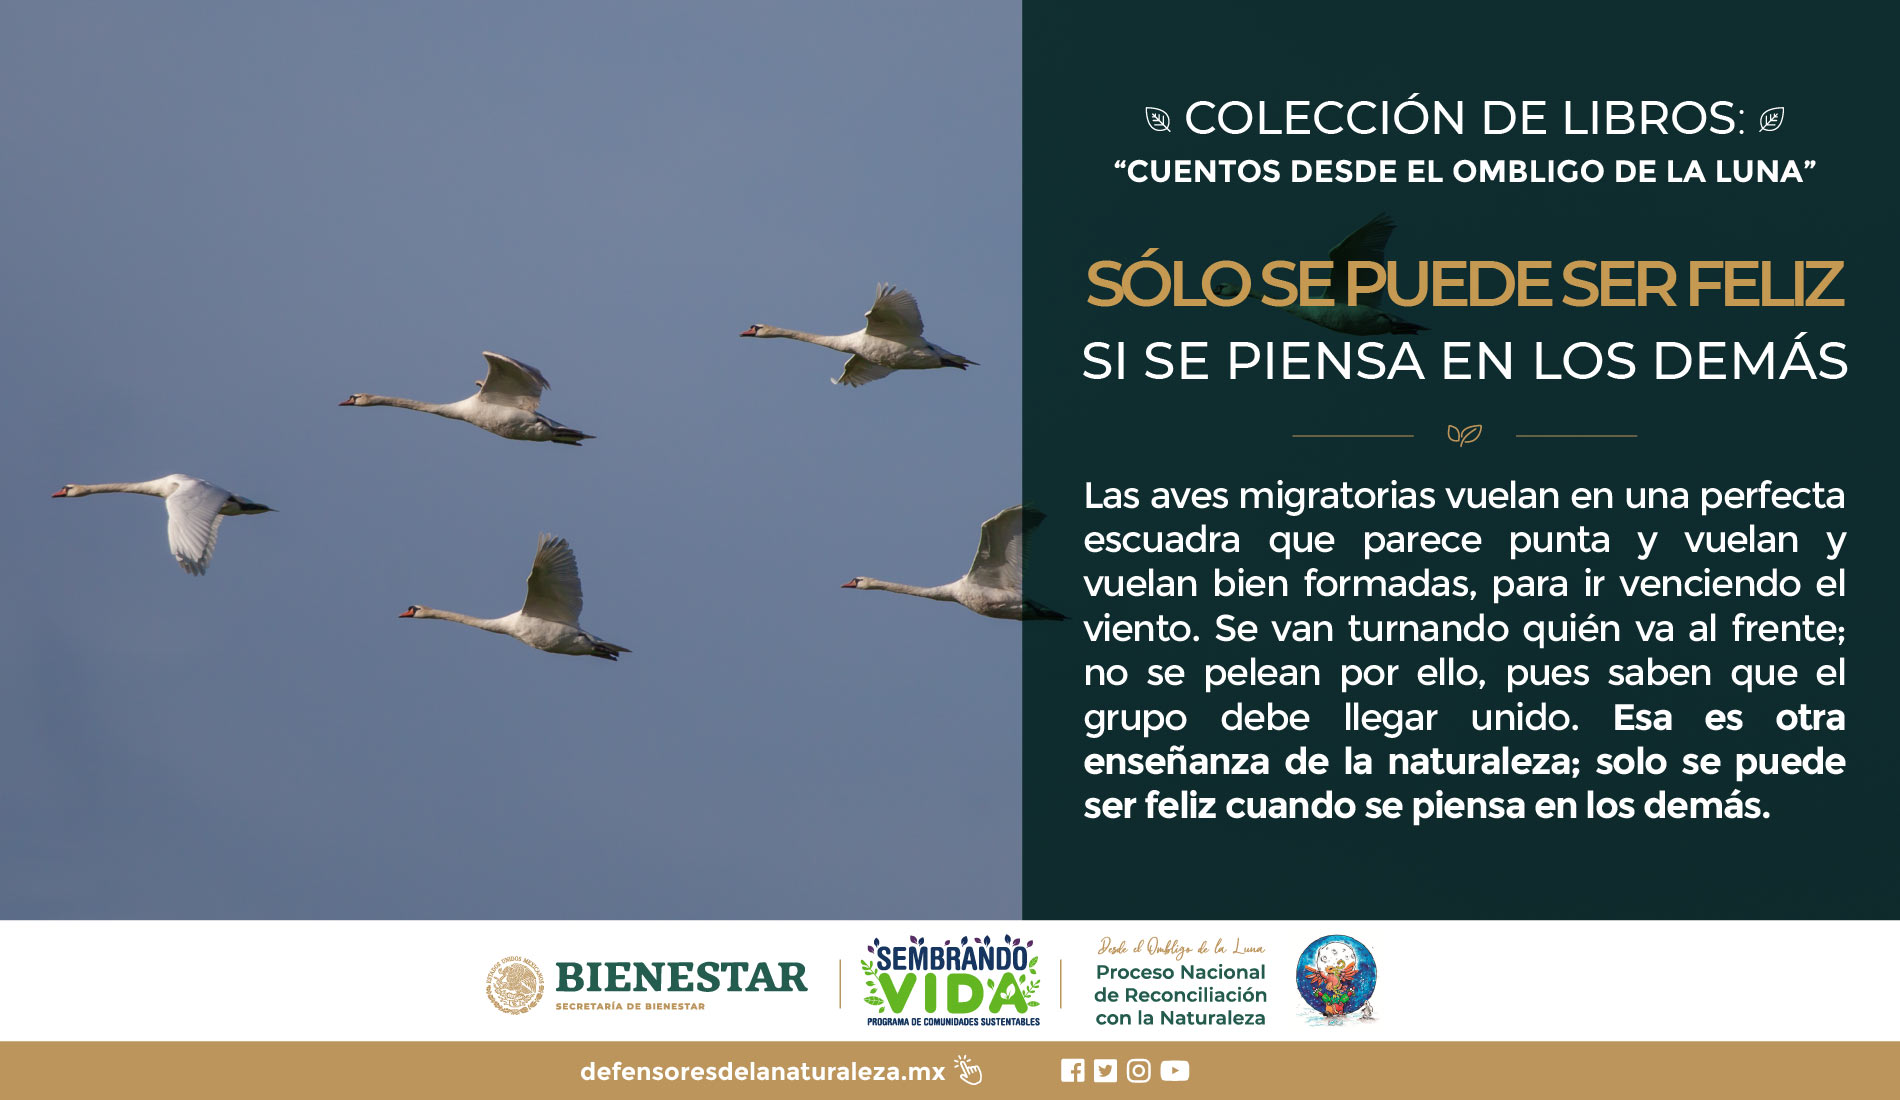 COLECCIÓN DE LIBROS:
“CUENTOS DESDE EL OMBLIGO DE LA LUNA”
SÓLO SE PUEDE SER FELIZ
SI SE PIENSA EN LOS DEMÁS
Las aves migratorias vuelan en una perfecta
escuadra que parece punta y vuelan y
vuelan bien formadas, para ir venciendo el
viento. Se van turnando quién va al frente;
no se pelean por ello, pues saben que el
grupo debe llegar unido. Esa es otra
enseñanza de la naturaleza; solo se puede
ser feliz cuando se piensa en los demás.
ESTADOS UNIDOS MEXICANOS
BIENESTAR
SECRETARÍA DE BIENESTAR
SEMBRANDO
VIDA
PROGRAMA DE COMUNIDADES SUSTENTABLES
Desde el Ombligo de la Luna
Proceso Nacional
de Reconciliación
con la Naturaleza
defensoresdelanaturaleza.mx